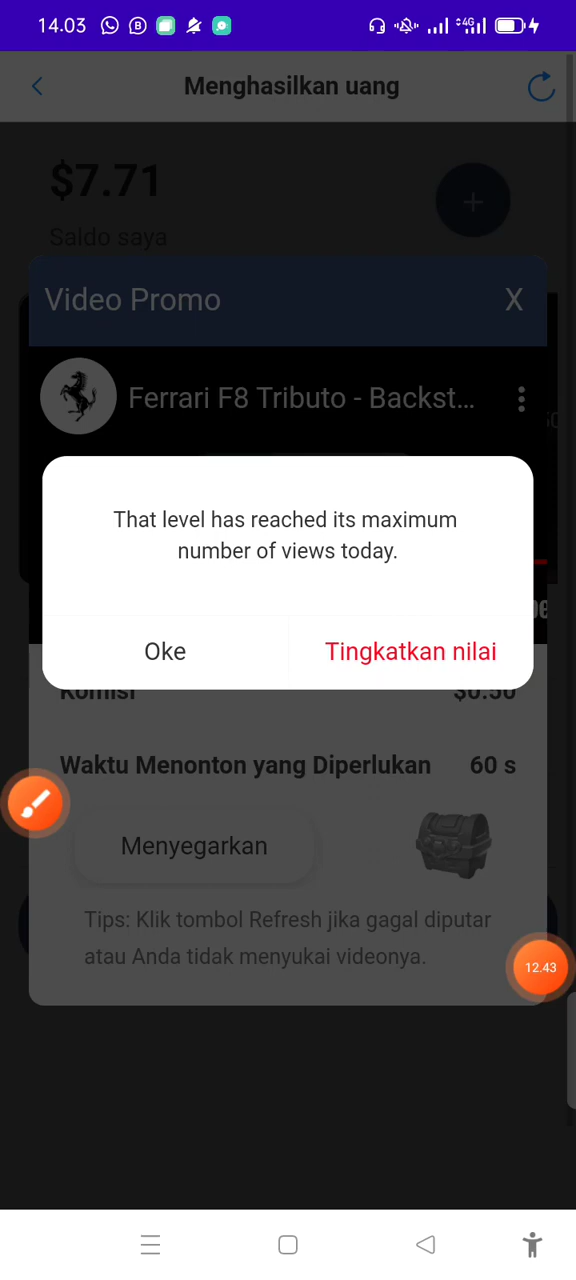 14.03
4G
Menghasilkan uang
$7.71
Saldo saya
Video Promo X
Ferrari F8 Tributo - Backst...
That level has reached its maximum
number of views today.
Oke Tingkatkan nilai
Komisi $0.50
Waktu Menonton yang Diperlukan 60 s
Menyegarkan
Tips: Klik tombol Refresh jika gagal diputar
atau Anda tidak menyukai videonya.
12.43